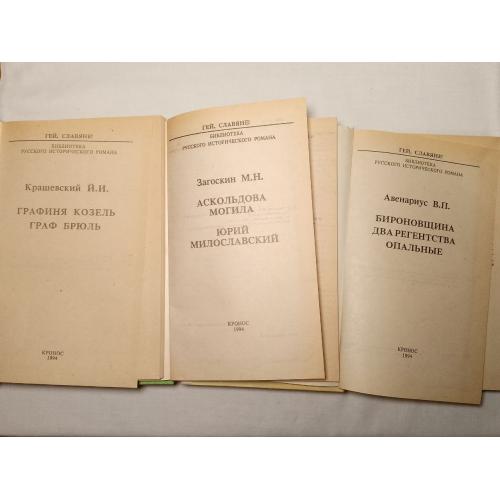 ГЕЙ, СЛАВЯНЕ!
БИБЛИОТЕКА
РУССКОГО ИСТОРИЧЕСКОГО РОМАНА
Крашевский Й.И.
ГРАФИНЯ КОЗЕЛЬ
ГРАФ БРЮЛЬ
КРОНОС
1994
ГЕЙ, СЛАВЯНЕ!
БИБЛИОТЕКА
РУССКОГО ИСТОРИЧЕСКОГО РОМАНА
Загоскин М.Н.
АСКОЛЬДОВА
МОГИЛА
ЮРИЙ
МИЛОСЛАВСКИЙ
КРОНОС
1994
ГЕЙ, СЛАВЯНЕ!
БИБЛИОТЕКА
РУССКОГО ИСТОРИЧЕСКОГО РОМАНА
Авенариус В.П.
БИРОНОВЩИНА
ДВА РЕГЕНТСТВА
ОПАЛЬНЫЕ
КРОНОС
1994